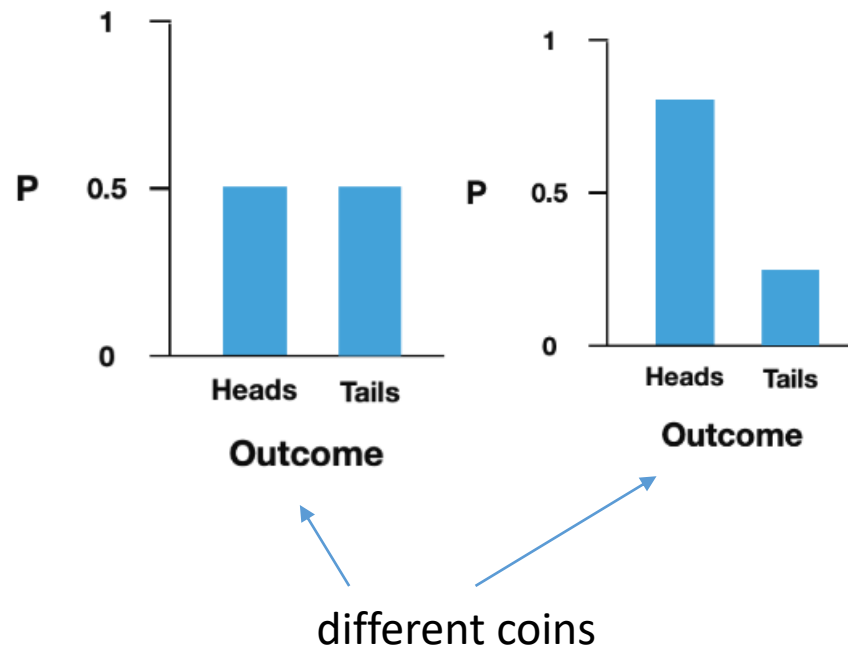 1
P
0.5
0
Heads Tails
Outcome
1
P
0.5
0
Heads Tails
Outcome
different coins